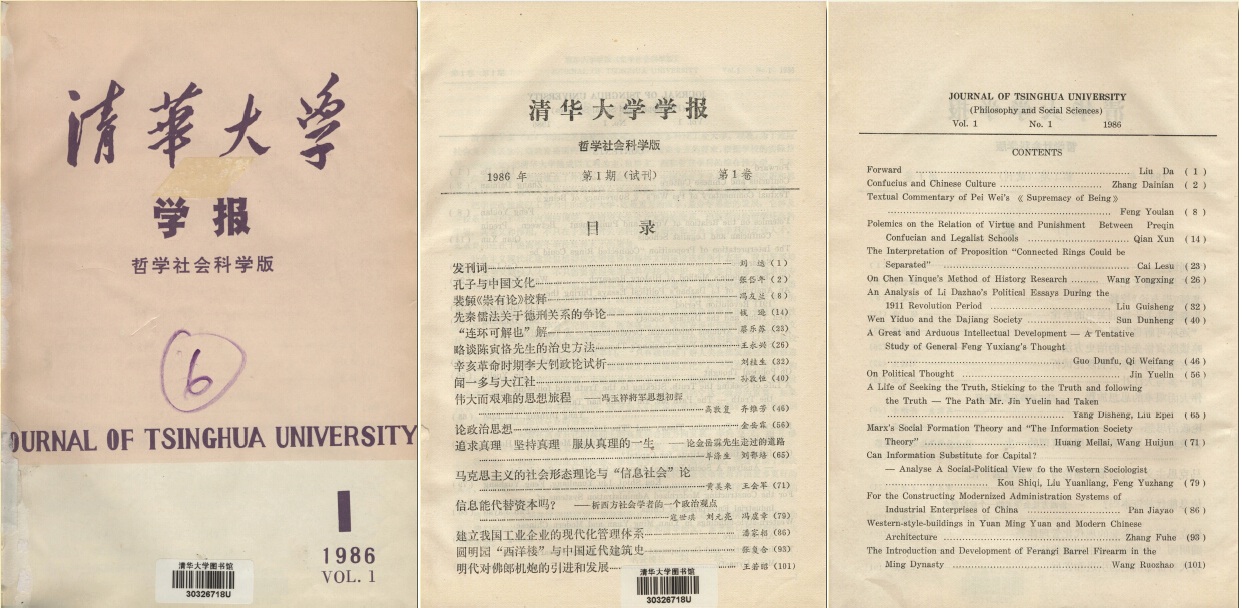 清華大學
学报
哲学社会科学版
6
OURNAL OF TSINGHUA UNIVERSITY
1
1986
VOL. 1
清华大学图书馆
30326718U
清华大学学报
哲学社会科学版
1986 年 第1期(试刊) 第1卷
目 录
发刊词 刘 达 (1)
孔子与中国文化 张岱年 (2)
裴頠《崇有论》校释 冯友兰 (8)
先秦儒法关于德刑关系的争论 钱 逊 (14)
“连环可解也”解 蔡乐苏 (23)
略谈陈寅恪先生的治史方法 王永兴 (26)
辛亥革命时期李大钊政论试析 刘桂生 (32)
闻一多与大江社 孙敦恒 (40)
伟大而艰难的思想旅程 ——冯玉祥将军思想初探
高敦复 齐维芳 (46)
论政治思想 金岳霖 (56)
追求真理 坚持真理 服从真理的一生 ——论金岳霖先生走过的道路
羊涤生 刘鄂培 (65)
马克思主义的社会形态理论与“信息社会”论
黄美来 王会军 (71)
信息能代替资本吗? ——析西方社会学者的一个政治观点
寇世琪 刘元亮 冯虞章 (79)
建立我国工业企业的现代化管理体系 潘家轺 (86)
圆明园“西洋楼”与中国近代建筑史 张复合 (93)
明代对佛郎机炮的引进和发展 王若昭 (101)
清华大学图书馆
30326718U
JOURNAL OF TSINGHUA UNIVERSITY
(Philosophy and Social Sciences)
Vol. 1 No. 1 1986
CONTENTS
Forward Liu Da ( 1 )
Confucius and Chinese Culture Zhang Dainian ( 2 )
Textual Commentary of Pei Wei's 《 Supremacy of Being》
Feng Youlan ( 8 )
Polemics on the Relation of Virtue and Punishment Between Preqin
Confucian and Legalist Schools Qian Xun ( 14 )
The Interpretation of Proposition “Connected Rings Could be
Separated” Cai Lesu ( 23 )
On Chen Yinque's Method of Historg Research Wang Yongxing ( 26 )
An Analysis of Li Dazhao's Political Essays During the
1911 Revolution Period Liu Guisheng ( 32 )
Wen Yiduo and the Dajiang Society Sun Dunheng ( 40 )
A Great and Arduous Intellectual Development — A Tentative
Study of General Feng Yuxiang's Thought
Guo Dunfu, Qi Weifang ( 46 )
On Political Thought Jin Yuelin ( 56 )
A Life of Seeking the Truth, Sticking to the Truth and following
the Truth — The Path Mr. Jin Yuelin had Taken
Yang Disheng, Liu Epei ( 65 )
Marx's Social Formation Theory and “The Information Society
Theory” Huang Meilai, Wang Huijun ( 71 )
Can Information Substitute for Capital?
— Analyse A Social-Political View fo the Western Sociologist
Kou Shiqi, Liu Yuanliang, Feng Yuzhang ( 79 )
For the Constructing Modernized Administration Systems of
Industrial Enterprises of China Pan Jiayao ( 86 )
Western-style-buildings in Yuan Ming Yuan and Modern Chinese
Architecture Zhang Fuhe (93 )
The Introduction and Development of Ferangi Barrel Firearm in the
Ming Dynasty Wang Ruozhao (101)